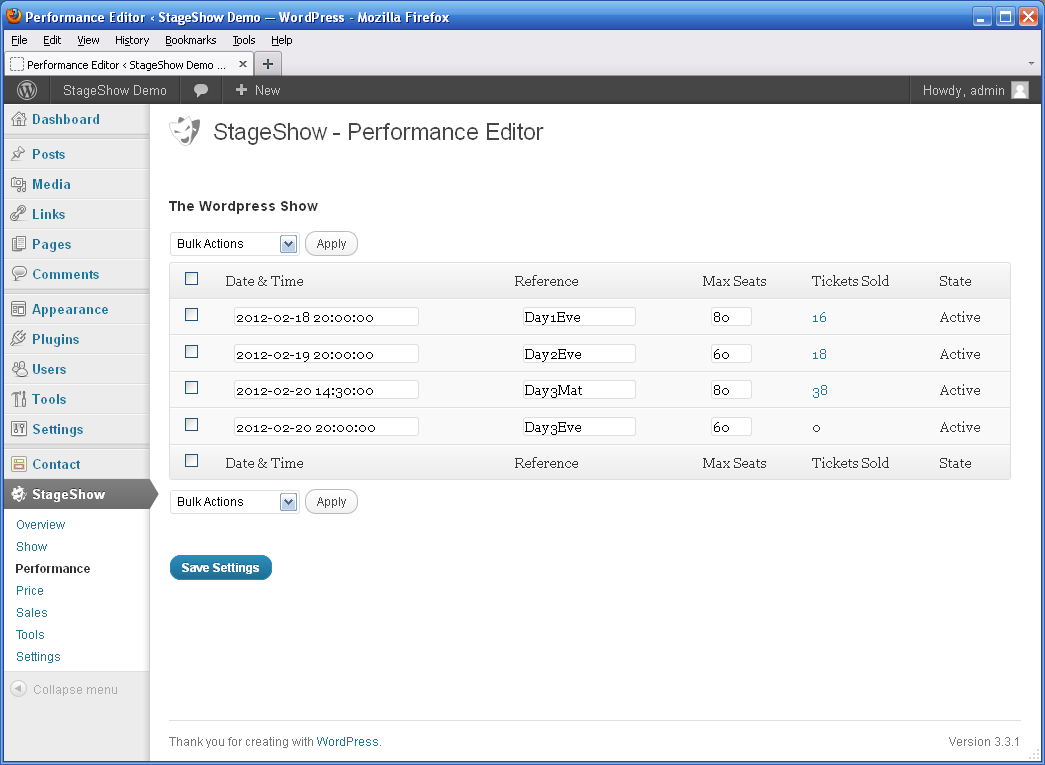 Performance Editor ‹ StageShow Demo — WordPress - Mozilla Firefox
File Edit View History Bookmarks Tools Help
Performance Editor ‹ StageShow Demo ...
StageShow Demo New Howdy, admin
Dashboard
Posts
Media
Links
Pages
Comments
Appearance
Plugins
Users
Tools
Settings
Contact
StageShow
Overview
Show
Performance
Price
Sales
Tools
Settings
Collapse menu
StageShow - Performance Editor
The Wordpress Show
Bulk Actions Apply
Date & Time Reference Max Seats Tickets Sold State
2012-02-18 20:00:00 Day1Eve 80 16 Active
2012-02-19 20:00:00 Day2Eve 60 18 Active
2012-02-20 14:30:00 Day3Mat 80 38 Active
2012-02-20 20:00:00 Day3Eve 60 0 Active
Date & Time Reference Max Seats Tickets Sold State
Bulk Actions Apply
Save Settings
Thank you for creating with WordPress. Version 3.3.1